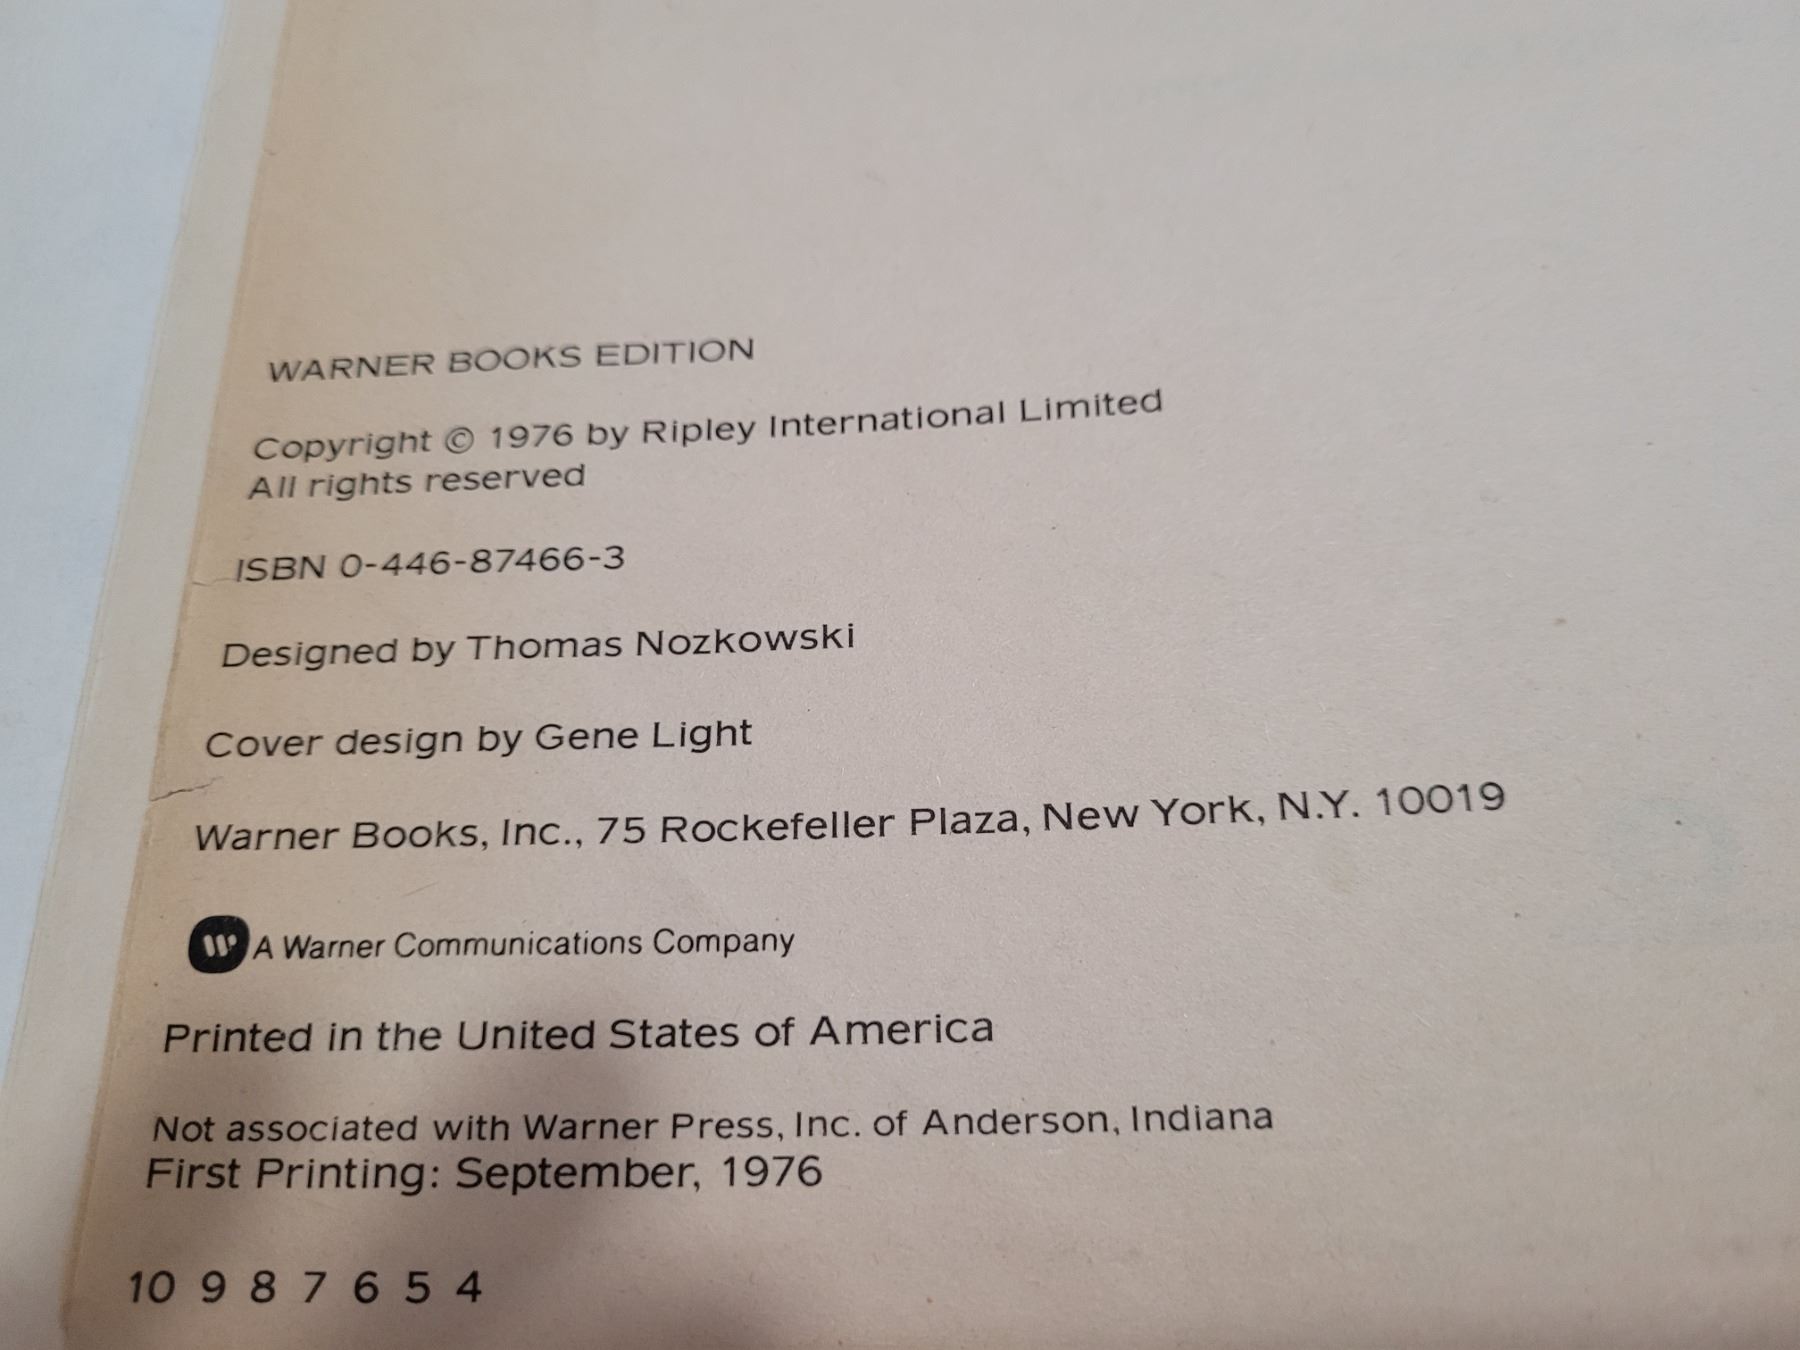 WARNER BOOKS EDITION
Copyright © 1976 by Ripley International Limited
All rights reserved
ISBN 0-446-87466-3
Designed by Thomas Nozkowski
Cover design by Gene Light
Warner Books, Inc., 75 Rockefeller Plaza, New York, N.Y. 10019
A Warner Communications Company
Printed in the United States of America
Not associated with Warner Press, Inc. of Anderson, Indiana
First Printing: September, 1976
10 9 8 7 6 5 4